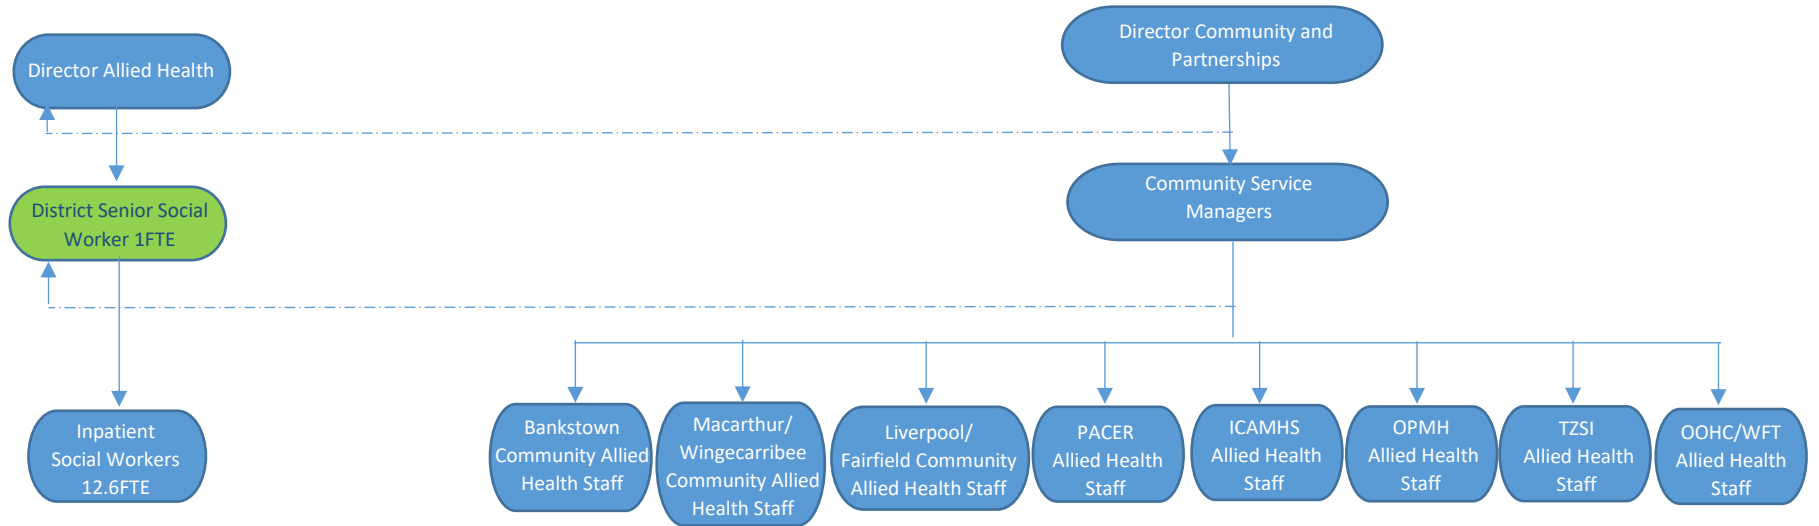 Director Allied Health
Director Community and
Partnerships
District Senior Social
Worker 1FTE
Community Service
Managers
Inpatient
Social Workers
12.6FTE
Bankstown
Community Allied
Health Staff
Macarthur/
Wingecarribee
Community Allied
Health Staff
Liverpool/
Fairfield Community
Allied Health Staff
PACER
Allied Health
Staff
ICAMHS
Allied Health
Staff
OPMH
Allied Health
Staff
TZSI
Allied Health
Staff
OOHC/WFT
Allied Health
Staff